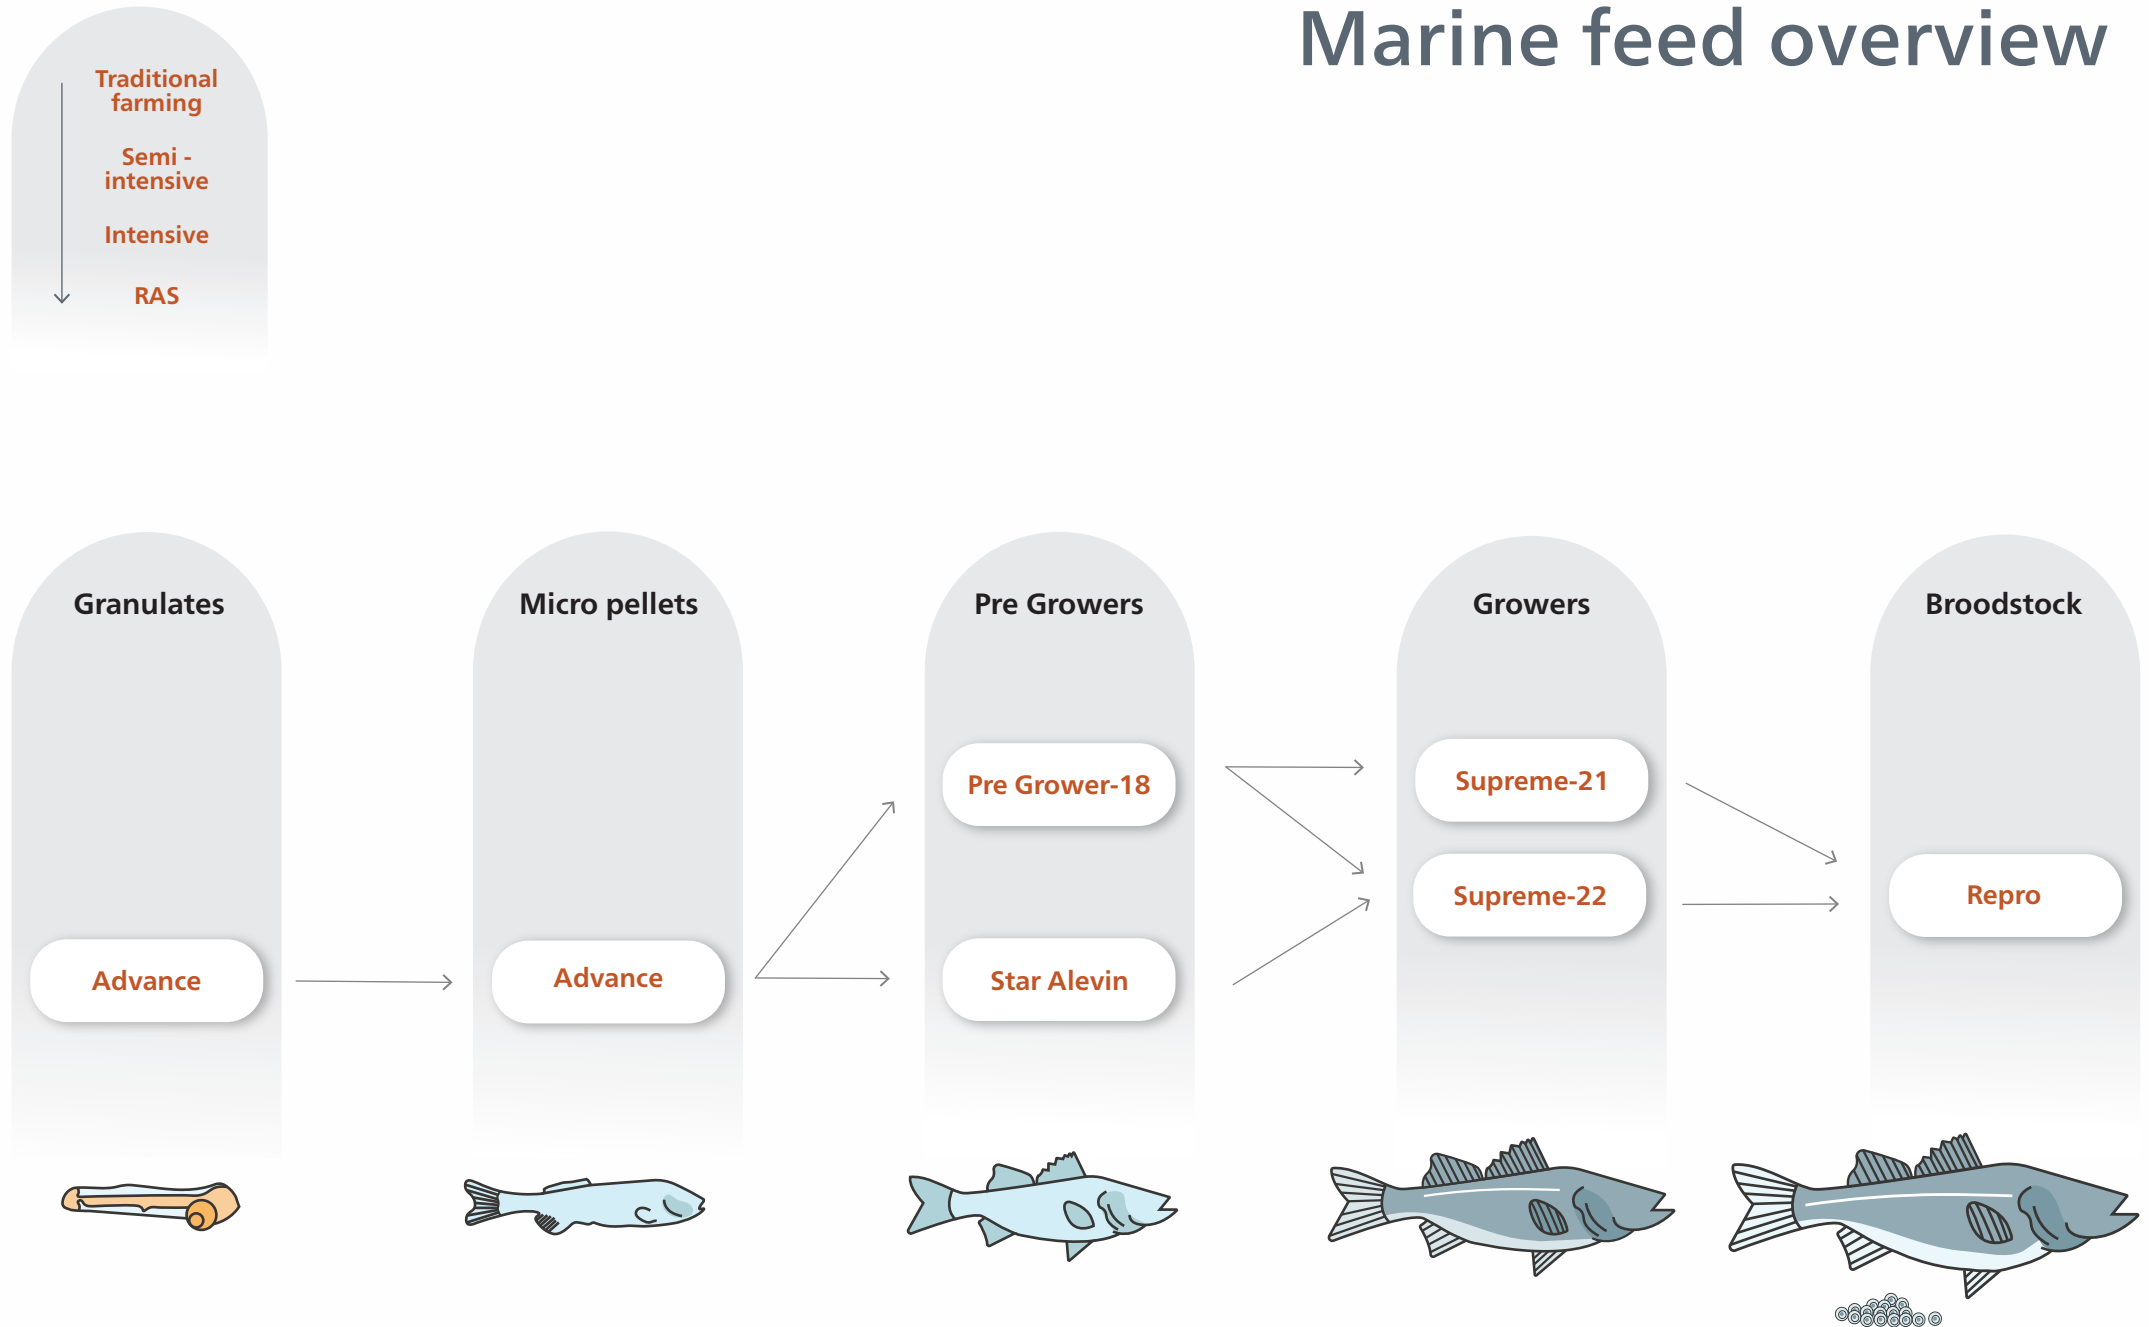 Marine feed overview
Traditional
farming
Semi -
intensive
Intensive
RAS
Granulates
Micro pellets
Pre Growers
Growers
Broodstock
Pre Grower-18
Supreme-21
Supreme-22
Repro
Advance
Advance
Star Alevin